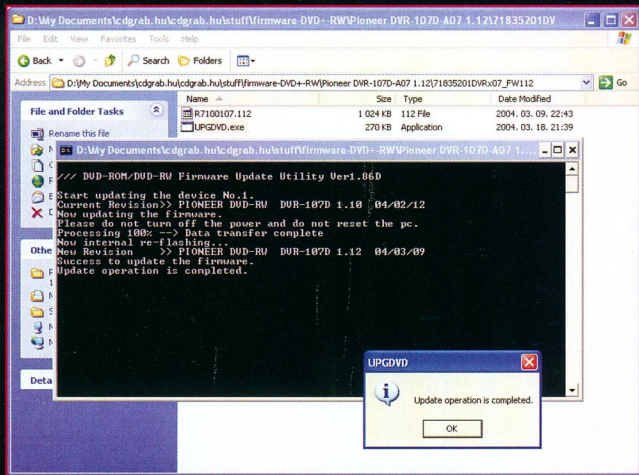 D:\My Documents\cdgrab.hu\cdgrab.hu\stuff\firmware-DVD+-RW\Pioneer DVR-107D-A07 1.12\71835201DV
File Edit View Favorites Tools Help
Back Search Folders
Address D:\My Documents\cdgrab.hu\cdgrab.hu\stuff\firmware-DVD+-RW\Pioneer DVR-107D-A07 1.12\71835201DVRx07_FW112 Go
File and Folder Tasks
Name Size Type Date Modified
R7100107.112 1 024 KB 112 File 2004. 03. 09. 22:43
UPGDVD.exe 270 KB Application 2004. 03. 18. 21:39
Rename this file
D:\My Documents\cdgrab.hu\cdgrab.hu\stuff\firmware-DVD+-RW\Pioneer DVR-107D-A07 1....
/// DVD-ROM/DVD-RW Firmware Update Utility Ver1.86D
Start updating the device No.1.
Current Revision>> PIONEER DVD-RW DVR-107D 1.10 04/02/12
Now updating the firmware.
Please do not turn off the power and do not reset the pc.
Processing 100% --> Data transfer complete
Now internal re-flashing...
New Revision >> PIONEER DVD-RW DVR-107D 1.12 04/03/09
Success to update the firmware.
Update operation is completed.
Othe
Deta
UPGDVD
Update operation is completed.
OK